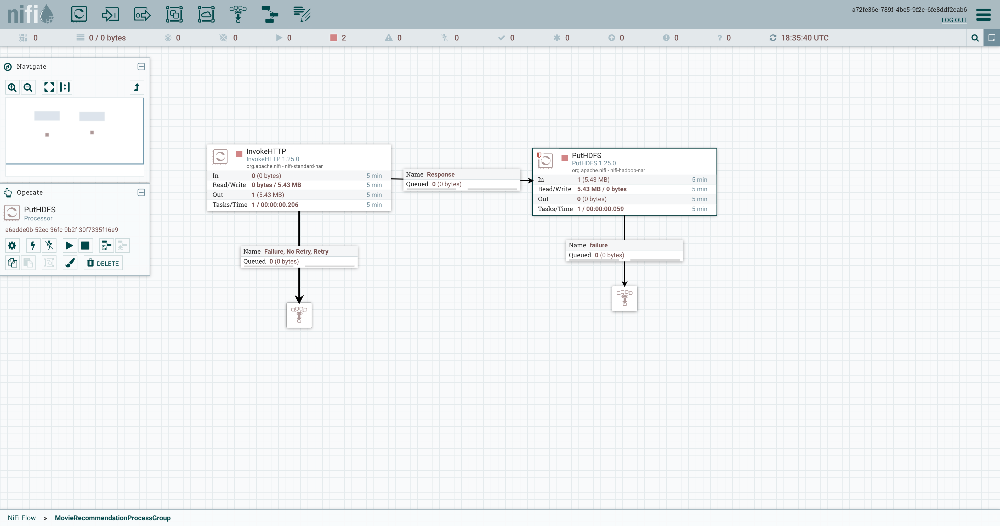 nifi
a72fe36e-789f-4be5-9f2c-6fe8ddf2cab6
LOG OUT
0 0 / 0 bytes 0 0 0 2 0 0 0 0 0 0 ? 0 18:35:40 UTC
Navigate
Operate
PutHDFS
Processor
a6adde0b-52ec-36fc-9b2f-30f7335f16e9
DELETE
InvokeHTTP
InvokeHTTP 1.25.0
org.apache.nifi - nifi-standard-nar
In 0 (0 bytes) 5 min
Read/Write 0 bytes / 5.43 MB 5 min
Out 1 (5.43 MB) 5 min
Tasks/Time 1 / 00:00:00.206 5 min
Name Response
Queued 0 (0 bytes)
PutHDFS
PutHDFS 1.25.0
org.apache.nifi - nifi-hadoop-nar
In 1 (5.43 MB) 5 min
Read/Write 5.43 MB / 0 bytes 5 min
Out 0 (0 bytes) 5 min
Tasks/Time 1 / 00:00:00.059 5 min
Name Failure, No Retry, Retry
Queued 0 (0 bytes)
Name failure
Queued 0 (0 bytes)
NiFi Flow » MovieRecommendationProcessGroup